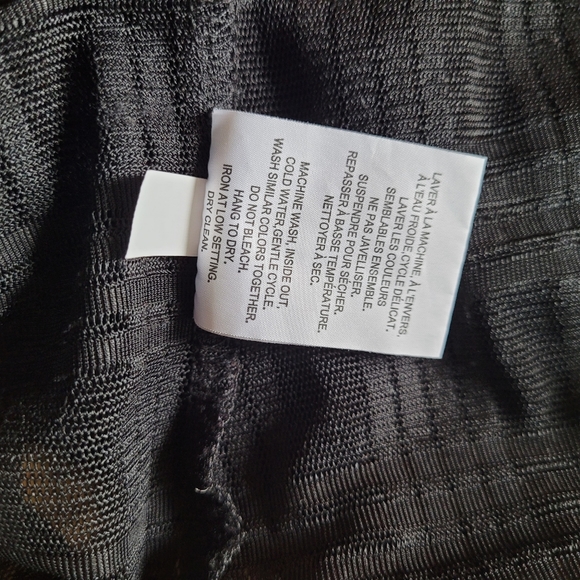 LAVER À LA MACHINE, À L'ENVERS,
À L'EAU FROIDE, CYCLE DÉLICAT.
LAVER LES COULEURS
SEMBLABLES ENSEMBLE.
NE PAS JAVELLISER.
SUSPENDRE POUR SÉCHER.
REPASSER À BASSE TEMPÉRATURE.
NETTOYER À SEC.
MACHINE WASH, INSIDE OUT,
COLD WATER,GENTLE CYCLE.
WASH SIMILAR COLORS TOGETHER.
DO NOT BLEACH.
HANG TO DRY.
IRON AT LOW SETTING.
DRY CLEAN.